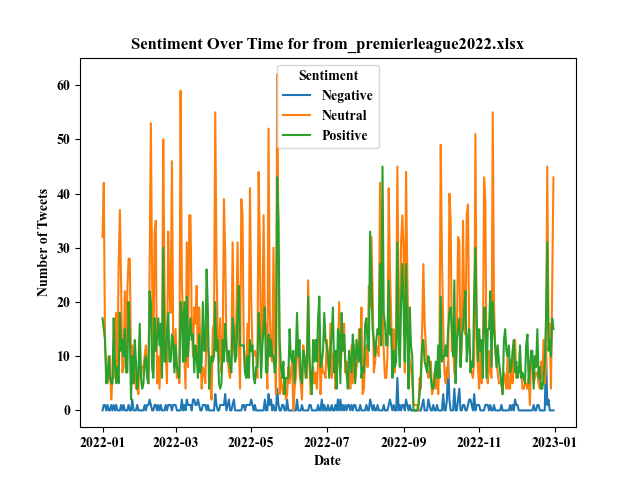 Sentiment Over Time for from_premierleague2022.xlsx
Sentiment
Negative
Neutral
Positive
Number of Tweets
60
50
40
30
20
10
0
2022-01 2022-03 2022-05 2022-07 2022-09 2022-11 2023-01
Date